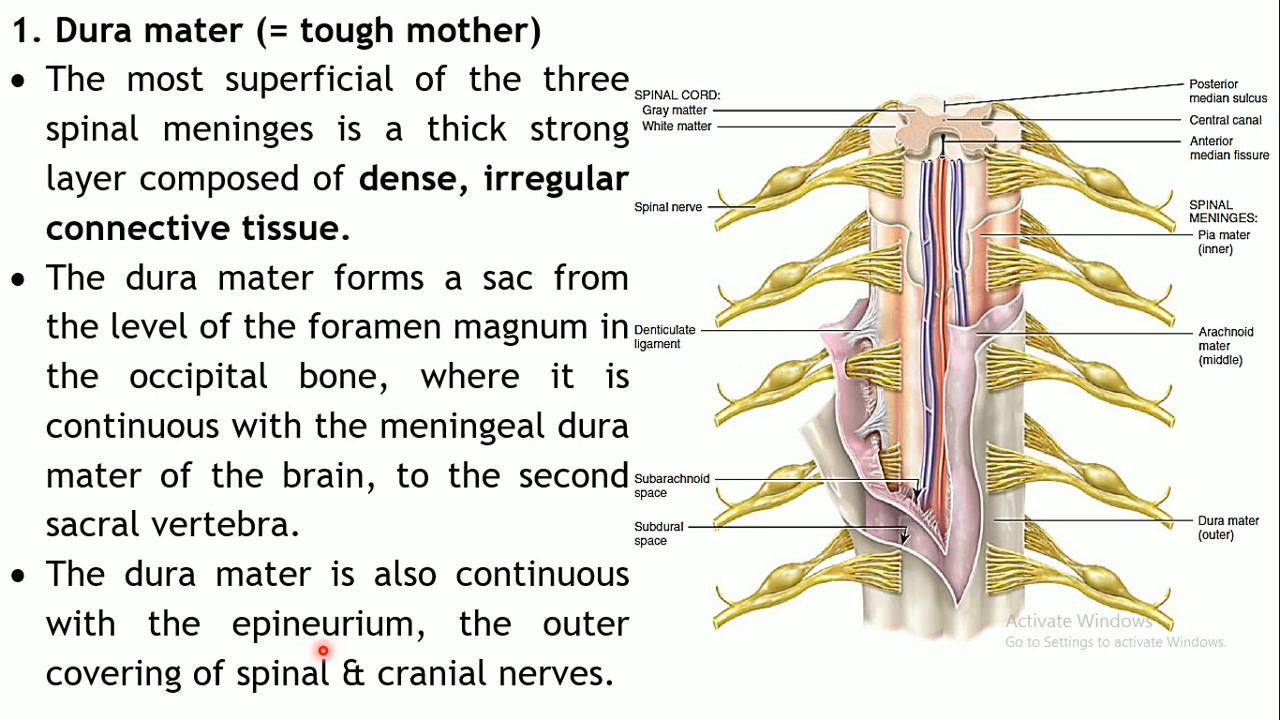 1. Dura mater (= tough mother)
• The most superficial of the three
spinal meninges is a thick strong
layer composed of dense, irregular
connective tissue.
• The dura mater forms a sac from
the level of the foramen magnum in
the occipital bone, where it is
continuous with the meningeal dura
mater of the brain, to the second
sacral vertebra.
• The dura mater is also continuous
with the epineurium, the outer
covering of spinal & cranial nerves.
SPINAL CORD:
Gray matter
White matter
Spinal nerve
Denticulate
ligament
Subarachnoid
space
Subdural
space
Posterior
median sulcus
Central canal
Anterior
median fissure
SPINAL
MENINGES:
Pia mater
(inner)
Arachnoid
mater
(middle)
Dura mater
(outer)
Activate Windows
Go to Settings to activate Windows.